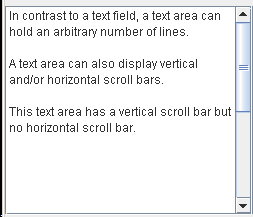 In contrast to a text field, a text area can
hold an arbitrary number of lines.

A text area can also display vertical
and/or horizontal scroll bars.

This text area has a vertical scroll bar but
no horizontal scroll bar.